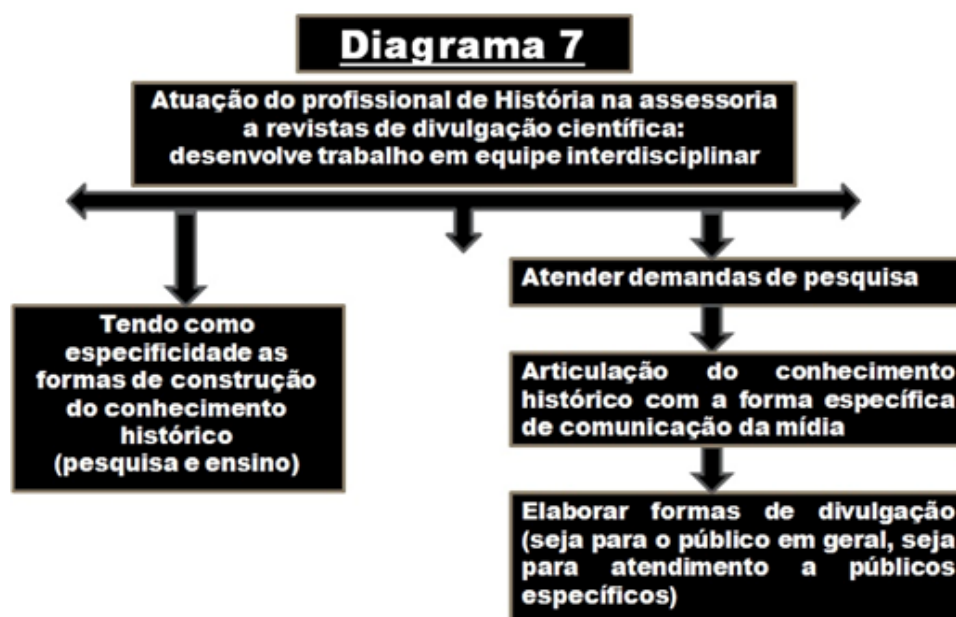 Diagrama 7
Atuação do profissional de História na assessoria
a revistas de divulgação científica:
desenvolve trabalho em equipe interdisciplinar
Tendo como
especificidade as
formas de construção
do conhecimento
histórico
(pesquisa e ensino)
Atender demandas de pesquisa
Articulação do conhecimento
histórico com a forma específica
de comunicação da mídia
Elaborar formas de divulgação
(seja para o público em geral, seja
para atendimento a públicos
específicos)